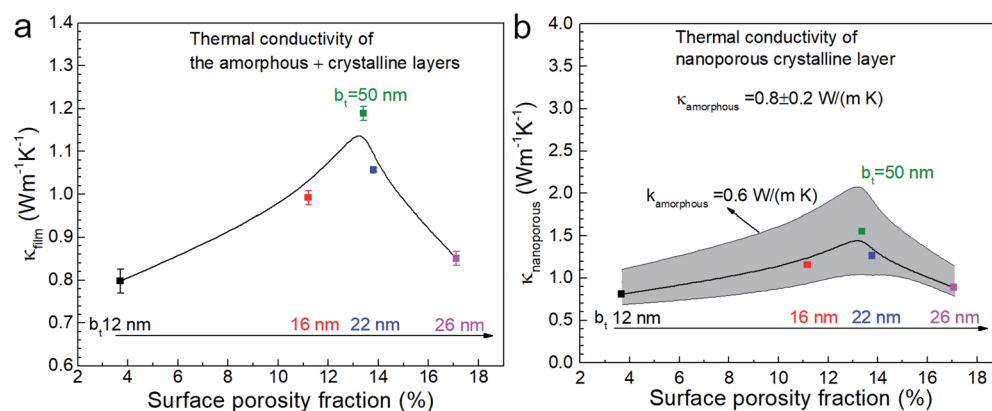 a
Thermal conductivity of
the amorphous + crystalline layers
b_t=50 nm
1.4
1.3
1.2
1.1
1.0
0.9
0.8
0.7
0.6
κ_film (Wm⁻¹K⁻¹)
b_t 12 nm
16 nm
22 nm
26 nm
2 4 6 8 10 12 14 16 18
Surface porosity fraction (%)
b
Thermal conductivity of
nanoporous crystalline layer
κ_amorphous =0.8±0.2 W/(m K)
b_t=50 nm
k_amorphous =0.6 W/(m K)
4.0
3.5
3.0
2.5
2.0
1.5
1.0
0.5
0.0
κ_nanoporous (Wm⁻¹K⁻¹)
b_t 12 nm
16 nm
22 nm
26 nm
2 4 6 8 10 12 14 16 18
Surface porosity fraction (%)